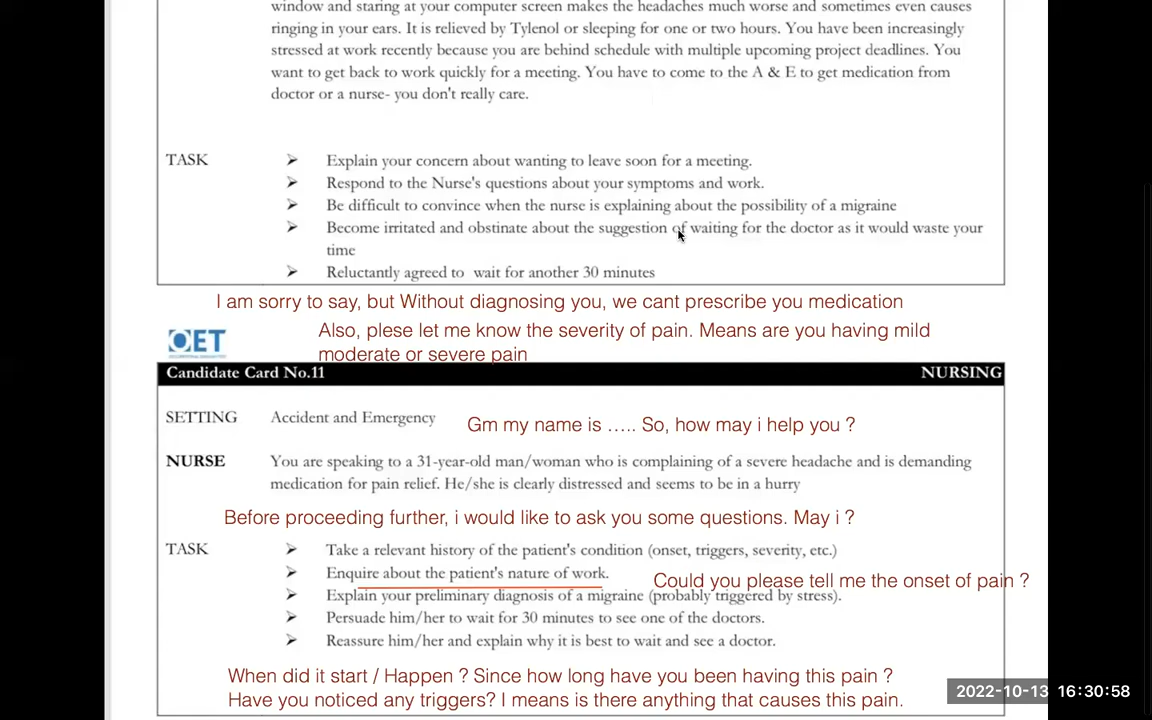 window and staring at your computer screen makes the headaches much worse and sometimes even causes
ringing in your ears. It is relieved by Tylenol or sleeping for one or two hours. You have been increasingly
stressed at work recently because you are behind schedule with multiple upcoming project deadlines. You
want to get back to work quickly for a meeting. You have to come to the A & E to get medication from
doctor or a nurse- you don't really care.
TASK
➢ Explain your concern about wanting to leave soon for a meeting.
➢ Respond to the Nurse's questions about your symptoms and work.
➢ Be difficult to convince when the nurse is explaining about the possibility of a migraine
➢ Become irritated and obstinate about the suggestion of waiting for the doctor as it would waste your
time
➢ Reluctantly agreed to wait for another 30 minutes
I am sorry to say, but Without diagnosing you, we cant prescribe you medication
Also, plese let me know the severity of pain. Means are you having mild
moderate or severe pain
OET
Candidate Card No.11 NURSING
SETTING Accident and Emergency
Gm my name is ..... So, how may i help you ?
NURSE You are speaking to a 31-year-old man/woman who is complaining of a severe headache and is demanding
medication for pain relief. He/she is clearly distressed and seems to be in a hurry
Before proceeding further, i would like to ask you some questions. May i ?
TASK ➢ Take a relevant history of the patient's condition (onset, triggers, severity, etc.)
➢ Enquire about the patient's nature of work.
Could you please tell me the onset of pain ?
➢ Explain your preliminary diagnosis of a migraine (probably triggered by stress).
➢ Persuade him/her to wait for 30 minutes to see one of the doctors.
➢ Reassure him/her and explain why it is best to wait and see a doctor.
When did it start / Happen ? Since how long have you been having this pain ?
Have you noticed any triggers? I means is there anything that causes this pain.
2022-10-13 16:30:58